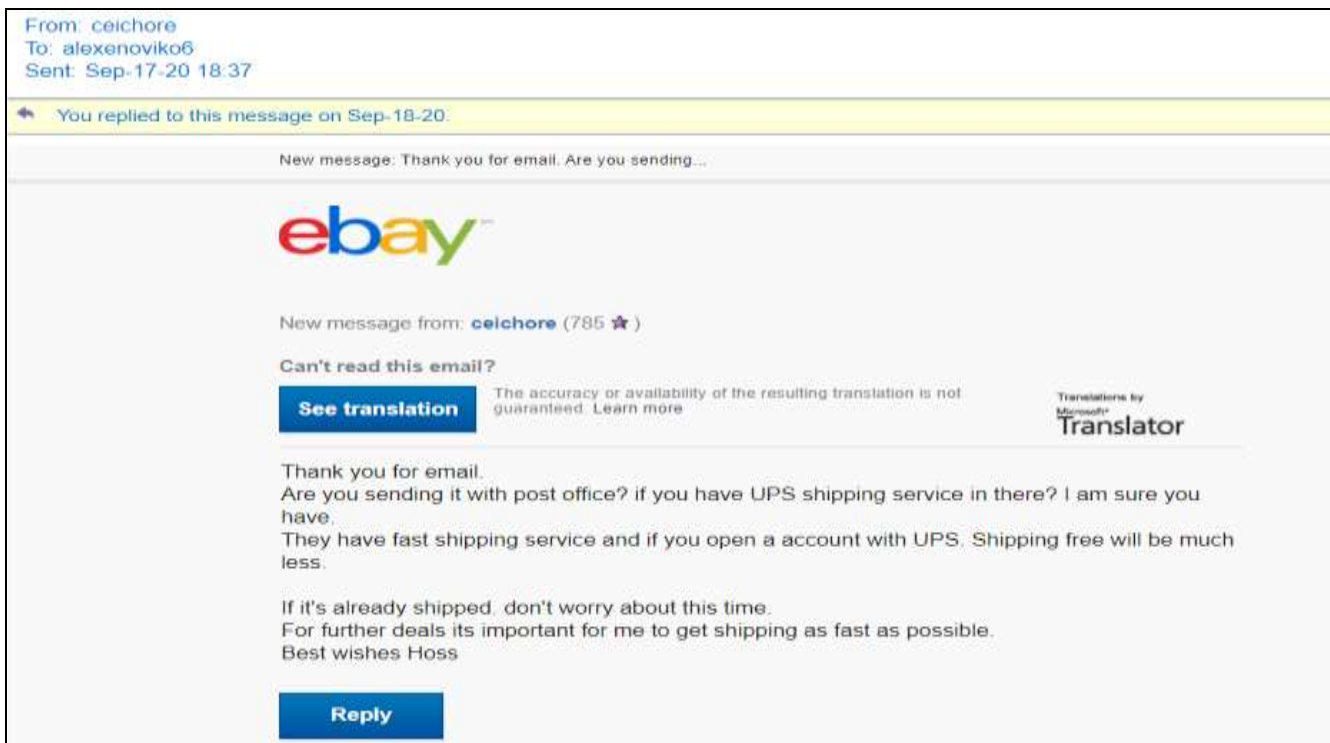 From: ceichore
To: alexenoviko6
Sent: Sep-17-20 18:37
You replied to this message on Sep-18-20.
New message: Thank you for email. Are you sending...
ebay™
New message from: ceichore (785 ★ )
Can't read this email?
See translation
The accuracy or availability of the resulting translation is not
guaranteed. Learn more
Translations by
Microsoft®
Translator
Thank you for email.
Are you sending it with post office? if you have UPS shipping service in there? I am sure you
have.
They have fast shipping service and if you open a account with UPS. Shipping free will be much
less.
If it's already shipped. don't worry about this time.
For further deals its important for me to get shipping as fast as possible.
Best wishes Hoss
Reply